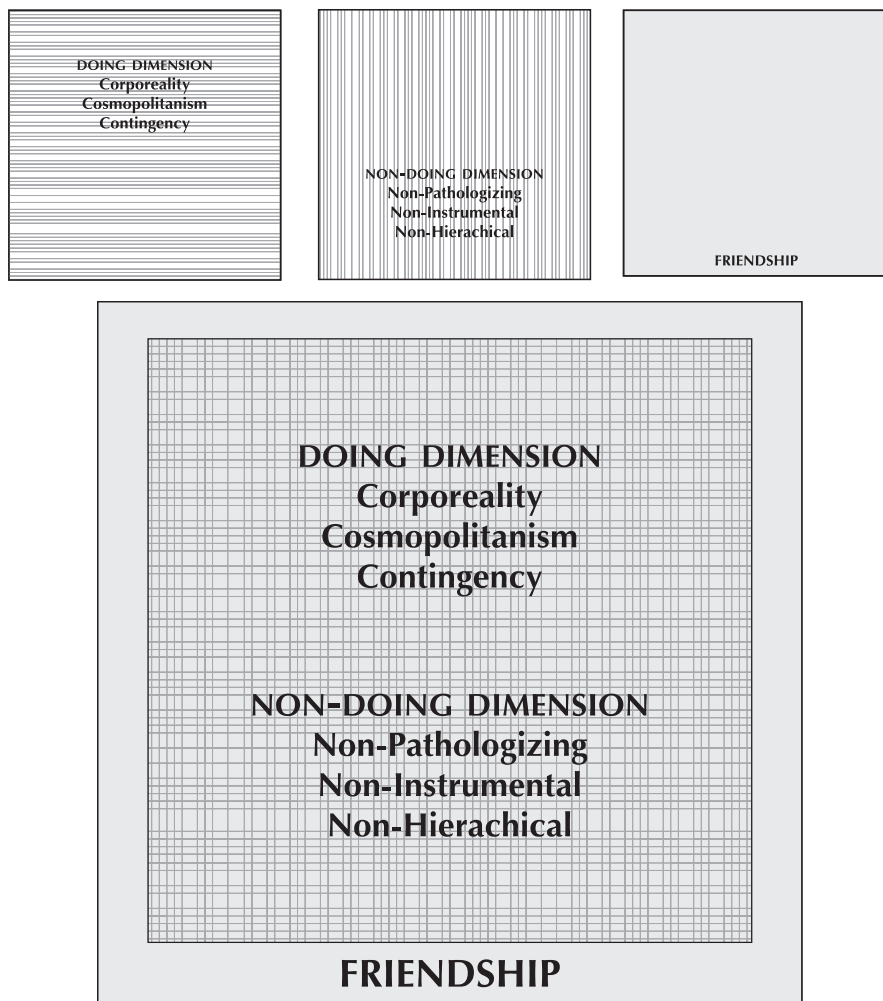 DOING DIMENSION
Corporeality
Cosmopolitanism
Contingency
NON-DOING DIMENSION
Non-Pathologizing
Non-Instrumental
Non-Hierachical
FRIENDSHIP
DOING DIMENSION
Corporeality
Cosmopolitanism
Contingency
NON-DOING DIMENSION
Non-Pathologizing
Non-Instrumental
Non-Hierachical
FRIENDSHIP